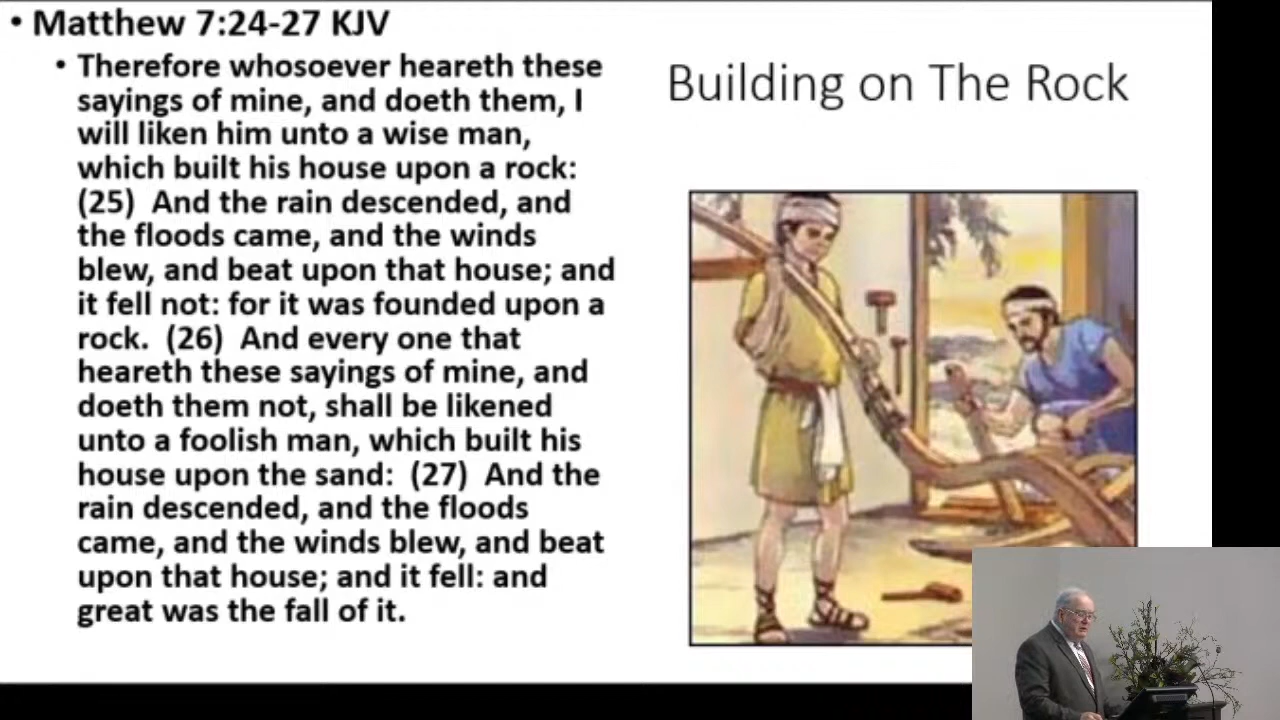 • Matthew 7:24-27 KJV
• Therefore whosoever heareth these
sayings of mine, and doeth them, I
will liken him unto a wise man,
which built his house upon a rock:
(25) And the rain descended, and
the floods came, and the winds
blew, and beat upon that house; and
it fell not: for it was founded upon a
rock. (26) And every one that
heareth these sayings of mine, and
doeth them not, shall be likened
unto a foolish man, which built his
house upon the sand: (27) And the
rain descended, and the floods
came, and the winds blew, and beat
upon that house; and it fell: and
great was the fall of it.
Building on The Rock